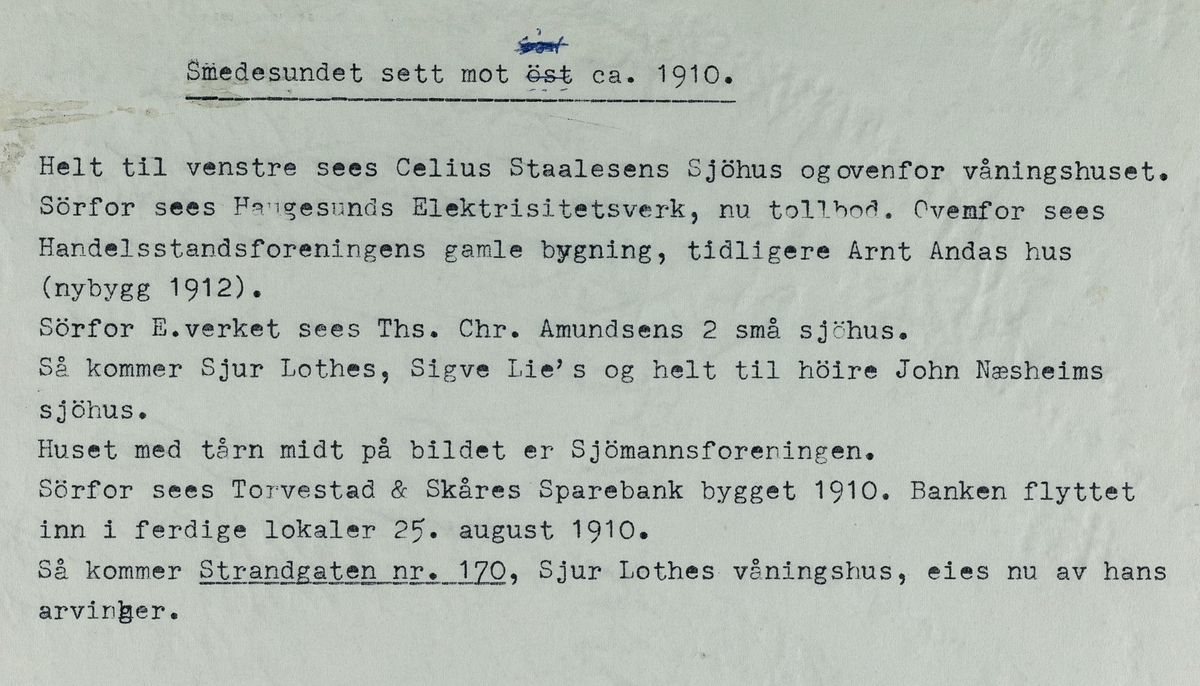 Smedesundet sett mot öst ca. 1910.
Helt til venstre sees Celius Staalesens Sjöhus ogovenfor våningshuset.
Sörfor sees Haugesunds Elektrisitetsverk, nu tollbod. Ovemfor sees
Handelsstandsforeningens gamle bygning, tidligere Arnt Andas hus
(nybygg 1912).
Sörfor E.verket sees Ths. Chr. Amundsens 2 små sjöhus.
Så kommer Sjur Lothes, Sigve Lie's og helt til höire John Næsheims
sjöhus.
Huset med tårn midt på bildet er Sjömannsforeningen.
Sörfor sees Torvestad & Skåres Sparebank bygget 1910. Banken flyttet
inn i ferdige lokaler 25. august 1910.
Så kommer Strandgaten nr. 170, Sjur Lothes våningshus, eies nu av hans
arvinger.